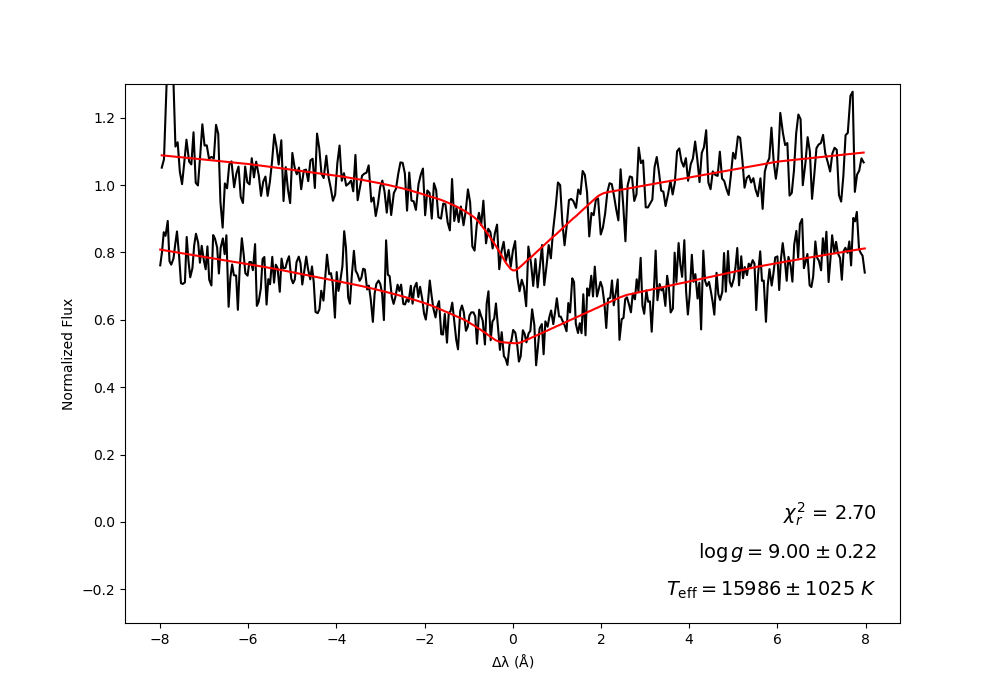 1.2
1.0
0.8
0.6
0.4
0.2
0.0
−0.2
Normalized Flux
χ²ᵣ = 2.70
log g = 9.00 ± 0.22
T_eff = 15986 ± 1025 K
−8 −6 −4 −2 0 2 4 6 8
Δλ (Å)